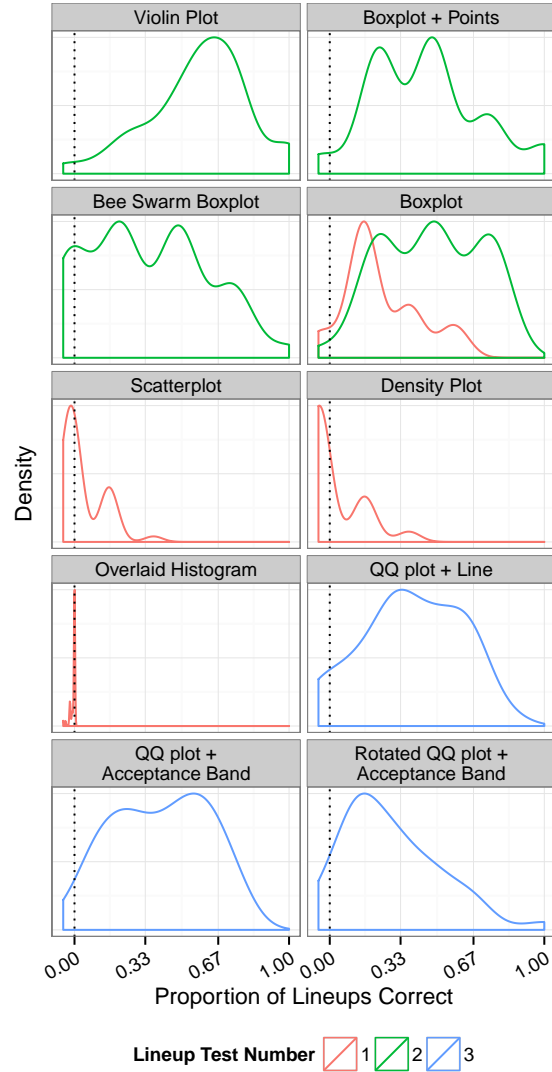 Violin Plot
Boxplot + Points
Bee Swarm Boxplot
Boxplot
Scatterplot
Density Plot
Overlaid Histogram
QQ plot + Line
QQ plot +
Acceptance Band
Rotated QQ plot +
Acceptance Band
Density
0.00
0.33
0.67
1.00
0.00
0.33
0.67
1.00
Proportion of Lineups Correct
Lineup Test Number 1 2 3